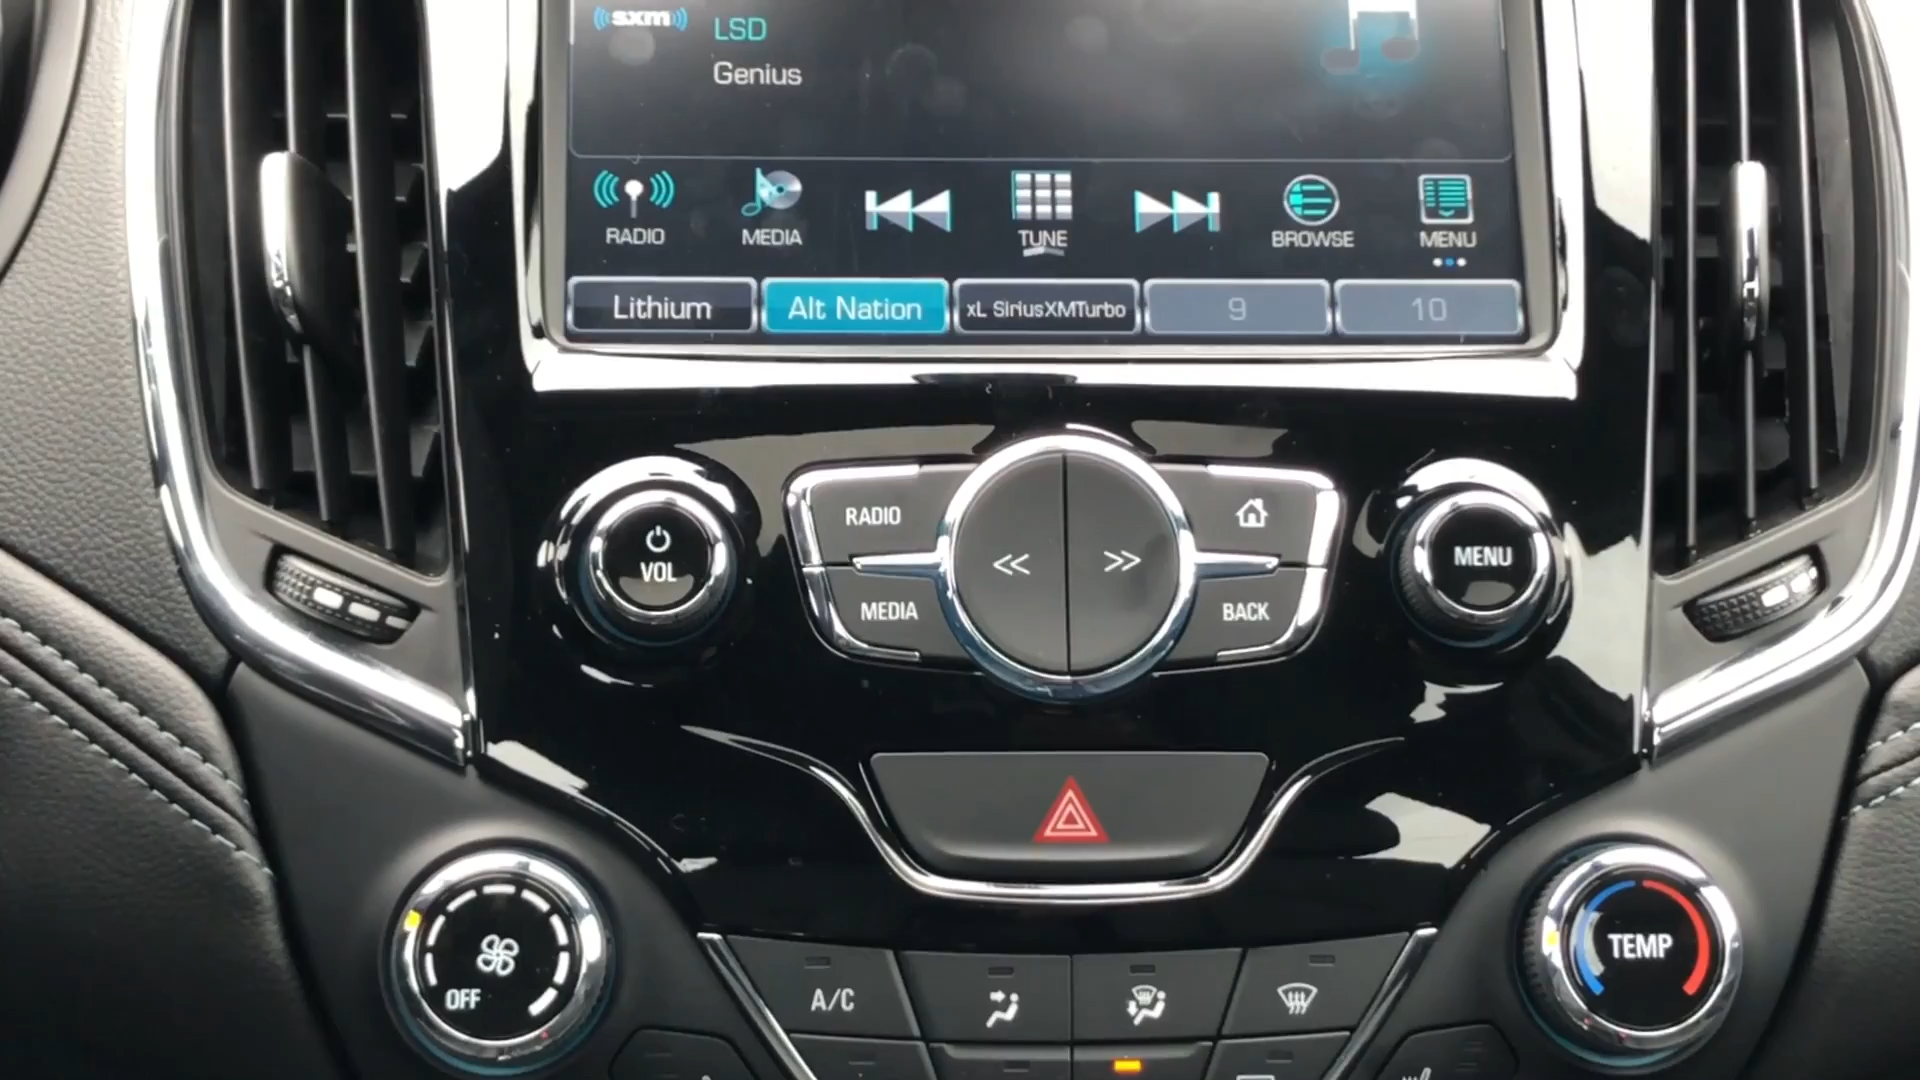 ((sxm))
LSD
Genius
RADIO
MEDIA
TUNE
BROWSE
MENU
Lithium
Alt Nation
xL SiriusXMTurbo
9
10
RADIO
VOL
MENU
MEDIA
BACK
OFF
A/C
TEMP